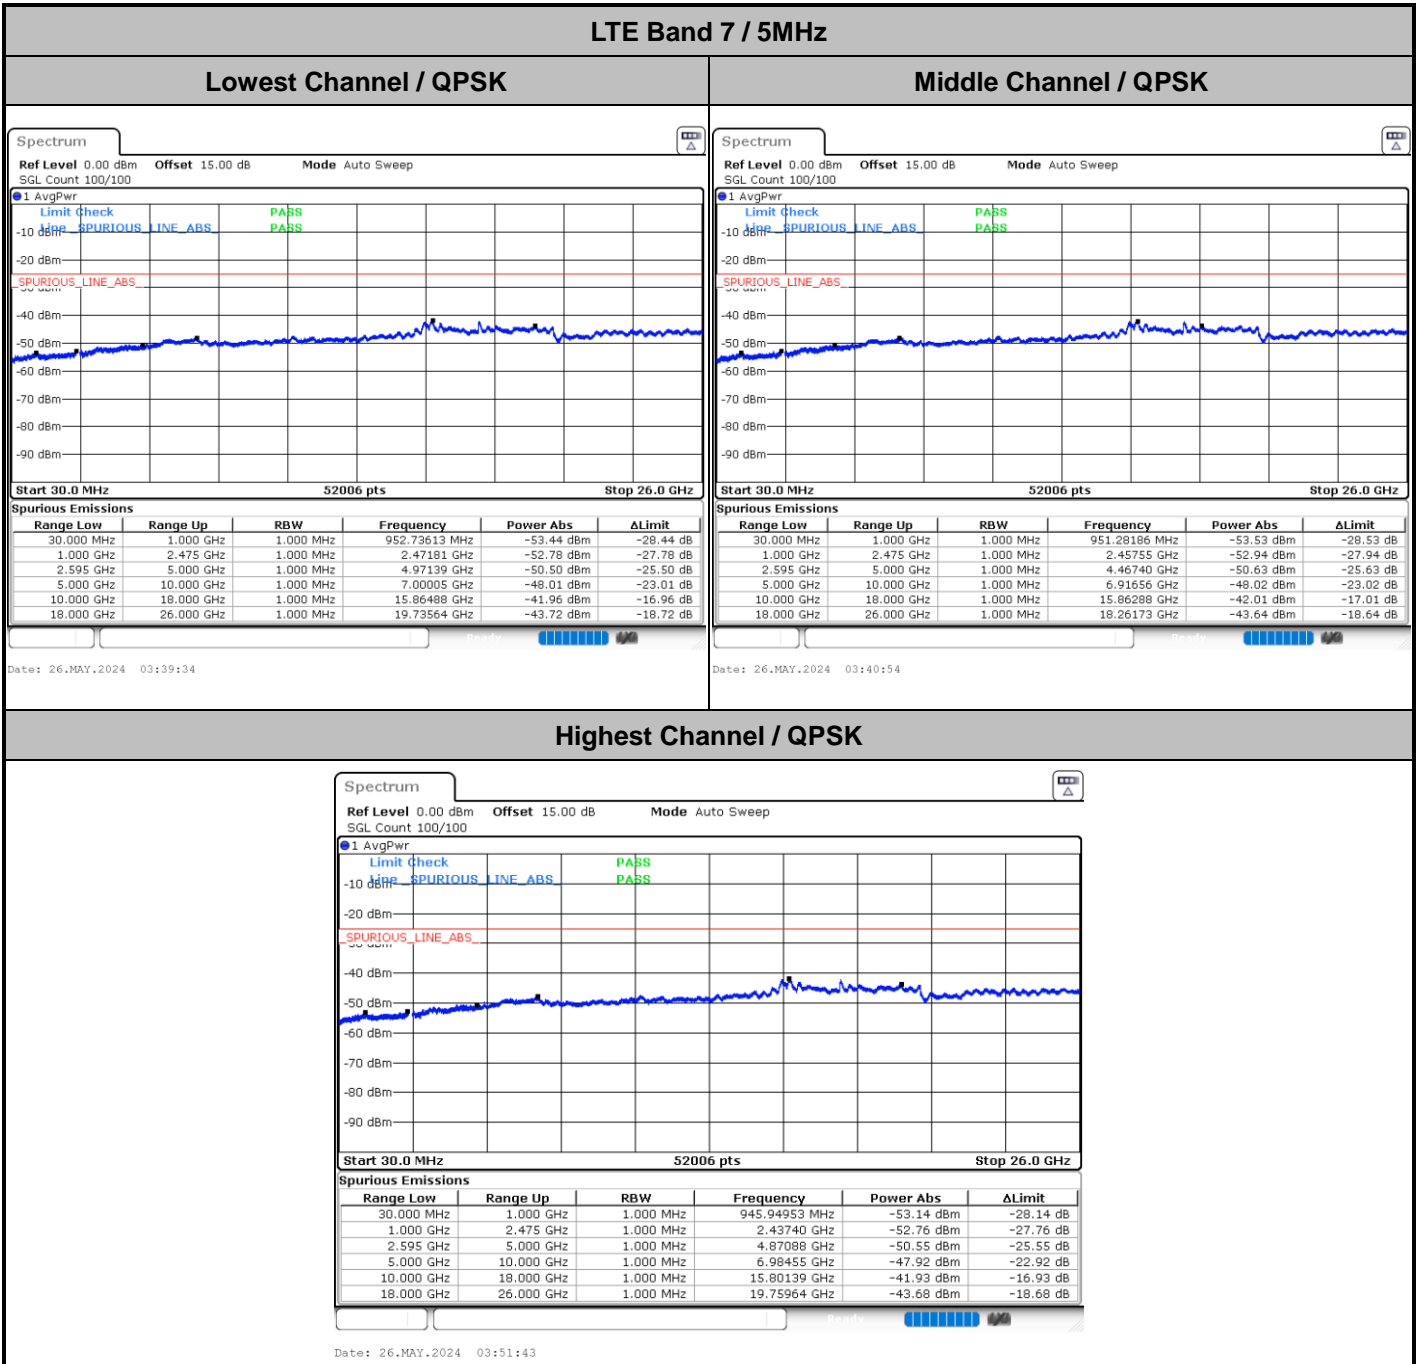 LTE Band 7 / 5MHz
Lowest Channel / QPSK
Middle Channel / QPSK
Spectrum
Ref Level 0.00 dBm Offset 15.00 dB Mode Auto Sweep
SGL Count 100/100
1 AvgPwr
Limit Check PASS
Line _SPURIOUS_LINE_ABS_ PASS
-10 dBm
-20 dBm
_SPURIOUS_LINE_ABS_
-40 dBm
-50 dBm
-60 dBm
-70 dBm
-80 dBm
-90 dBm
Start 30.0 MHz 52006 pts Stop 26.0 GHz
Spurious Emissions
Range Low Range Up RBW Frequency Power Abs ΔLimit
30.000 MHz 1.000 GHz 1.000 MHz 952.73613 MHz -53.44 dBm -28.44 dB
1.000 GHz 2.475 GHz 1.000 MHz 2.47181 GHz -52.78 dBm -27.78 dB
2.595 GHz 5.000 GHz 1.000 MHz 4.97139 GHz -50.50 dBm -25.50 dB
5.000 GHz 10.000 GHz 1.000 MHz 7.00005 GHz -48.01 dBm -23.01 dB
10.000 GHz 18.000 GHz 1.000 MHz 15.86488 GHz -41.96 dBm -16.96 dB
18.000 GHz 26.000 GHz 1.000 MHz 19.73564 GHz -43.72 dBm -18.72 dB
Ready
Date: 26.MAY.2024 03:39:34
Spectrum
Ref Level 0.00 dBm Offset 15.00 dB Mode Auto Sweep
SGL Count 100/100
1 AvgPwr
Limit Check PASS
Line _SPURIOUS_LINE_ABS_ PASS
-10 dBm
-20 dBm
_SPURIOUS_LINE_ABS_
-40 dBm
-50 dBm
-60 dBm
-70 dBm
-80 dBm
-90 dBm
Start 30.0 MHz 52006 pts Stop 26.0 GHz
Spurious Emissions
Range Low Range Up RBW Frequency Power Abs ΔLimit
30.000 MHz 1.000 GHz 1.000 MHz 951.28186 MHz -53.53 dBm -28.53 dB
1.000 GHz 2.475 GHz 1.000 MHz 2.45755 GHz -52.94 dBm -27.94 dB
2.595 GHz 5.000 GHz 1.000 MHz 4.46740 GHz -50.63 dBm -25.63 dB
5.000 GHz 10.000 GHz 1.000 MHz 6.91656 GHz -48.02 dBm -23.02 dB
10.000 GHz 18.000 GHz 1.000 MHz 15.86288 GHz -42.01 dBm -17.01 dB
18.000 GHz 26.000 GHz 1.000 MHz 18.26173 GHz -43.64 dBm -18.64 dB
Ready
Date: 26.MAY.2024 03:40:54
Highest Channel / QPSK
Spectrum
Ref Level 0.00 dBm Offset 15.00 dB Mode Auto Sweep
SGL Count 100/100
1 AvgPwr
Limit Check PASS
Line _SPURIOUS_LINE_ABS_ PASS
-10 dBm
-20 dBm
_SPURIOUS_LINE_ABS_
-40 dBm
-50 dBm
-60 dBm
-70 dBm
-80 dBm
-90 dBm
Start 30.0 MHz 52006 pts Stop 26.0 GHz
Spurious Emissions
Range Low Range Up RBW Frequency Power Abs ΔLimit
30.000 MHz 1.000 GHz 1.000 MHz 945.94953 MHz -53.14 dBm -28.14 dB
1.000 GHz 2.475 GHz 1.000 MHz 2.43740 GHz -52.76 dBm -27.76 dB
2.595 GHz 5.000 GHz 1.000 MHz 4.87088 GHz -50.55 dBm -25.55 dB
5.000 GHz 10.000 GHz 1.000 MHz 6.98455 GHz -47.92 dBm -22.92 dB
10.000 GHz 18.000 GHz 1.000 MHz 15.80139 GHz -41.93 dBm -16.93 dB
18.000 GHz 26.000 GHz 1.000 MHz 19.75964 GHz -43.68 dBm -18.68 dB
Ready
Date: 26.MAY.2024 03:51:43